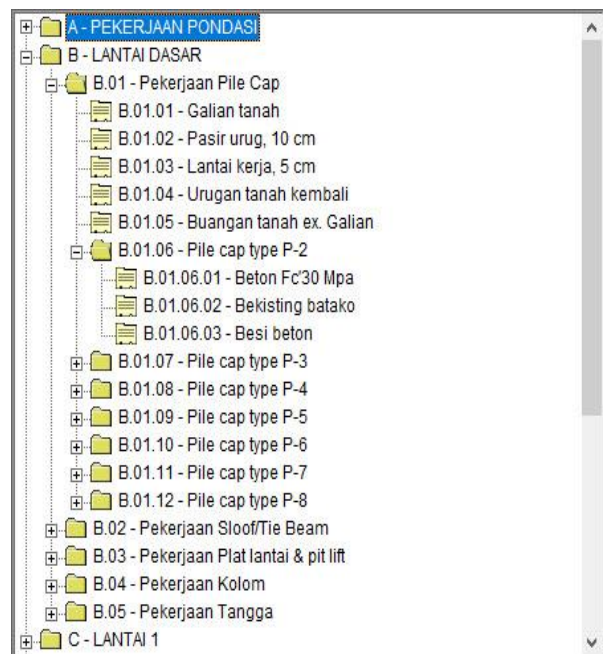 A - PEKERJAAN PONDASI
B - LANTAI DASAR
B.01 - Pekerjaan Pile Cap
B.01.01 - Galian tanah
B.01.02 - Pasir urug, 10 cm
B.01.03 - Lantai kerja, 5 cm
B.01.04 - Urugan tanah kembali
B.01.05 - Buangan tanah ex. Galian
B.01.06 - Pile cap type P-2
B.01.06.01 - Beton Fc'30 Mpa
B.01.06.02 - Bekisting batako
B.01.06.03 - Besi beton
B.01.07 - Pile cap type P-3
B.01.08 - Pile cap type P-4
B.01.09 - Pile cap type P-5
B.01.10 - Pile cap type P-6
B.01.11 - Pile cap type P-7
B.01.12 - Pile cap type P-8
B.02 - Pekerjaan Sloof/Tie Beam
B.03 - Pekerjaan Plat lantai & pit lift
B.04 - Pekerjaan Kolom
B.05 - Pekerjaan Tangga
C - LANTAI 1